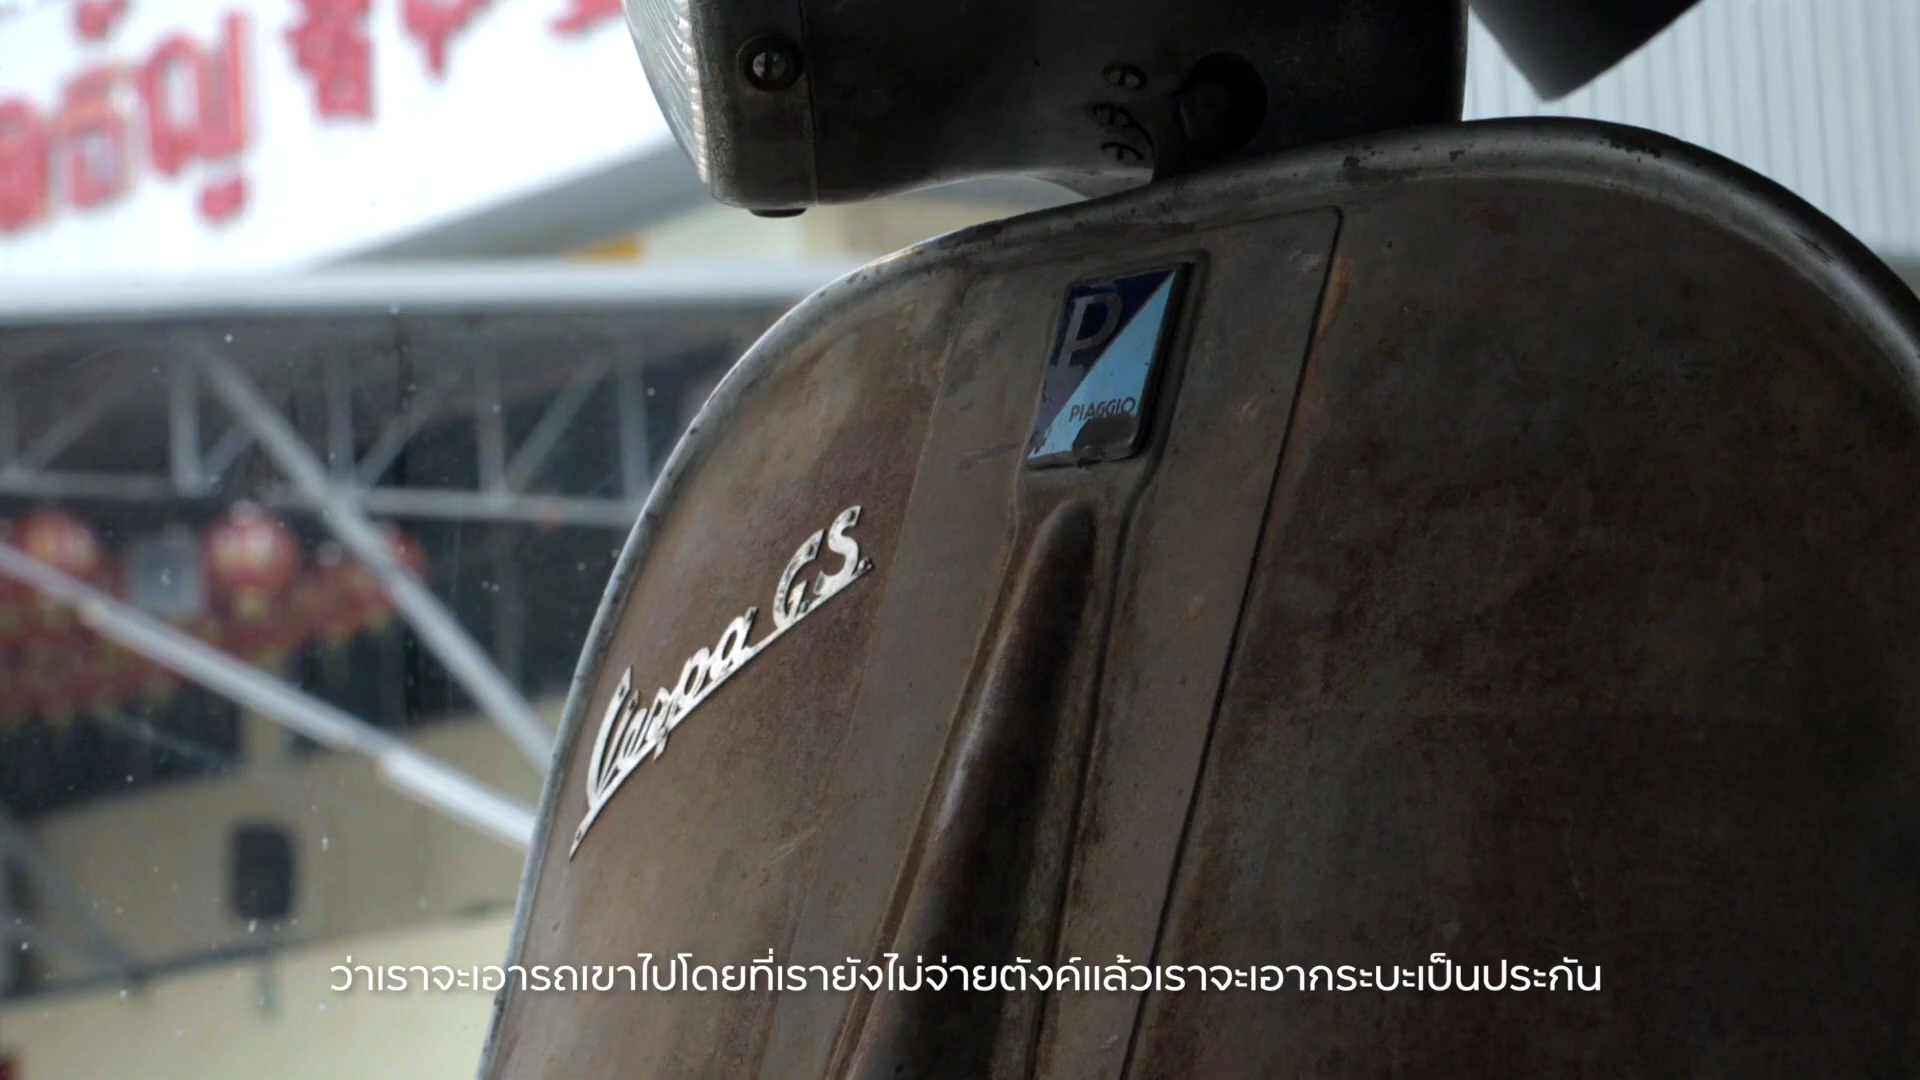 PIAGGIO
Vespa GS
ว่าเราจะเอารถเขาไปโดยที่เรายังไม่จ่ายตังค์แล้วเราจะเอากระบะเป็นประกัน